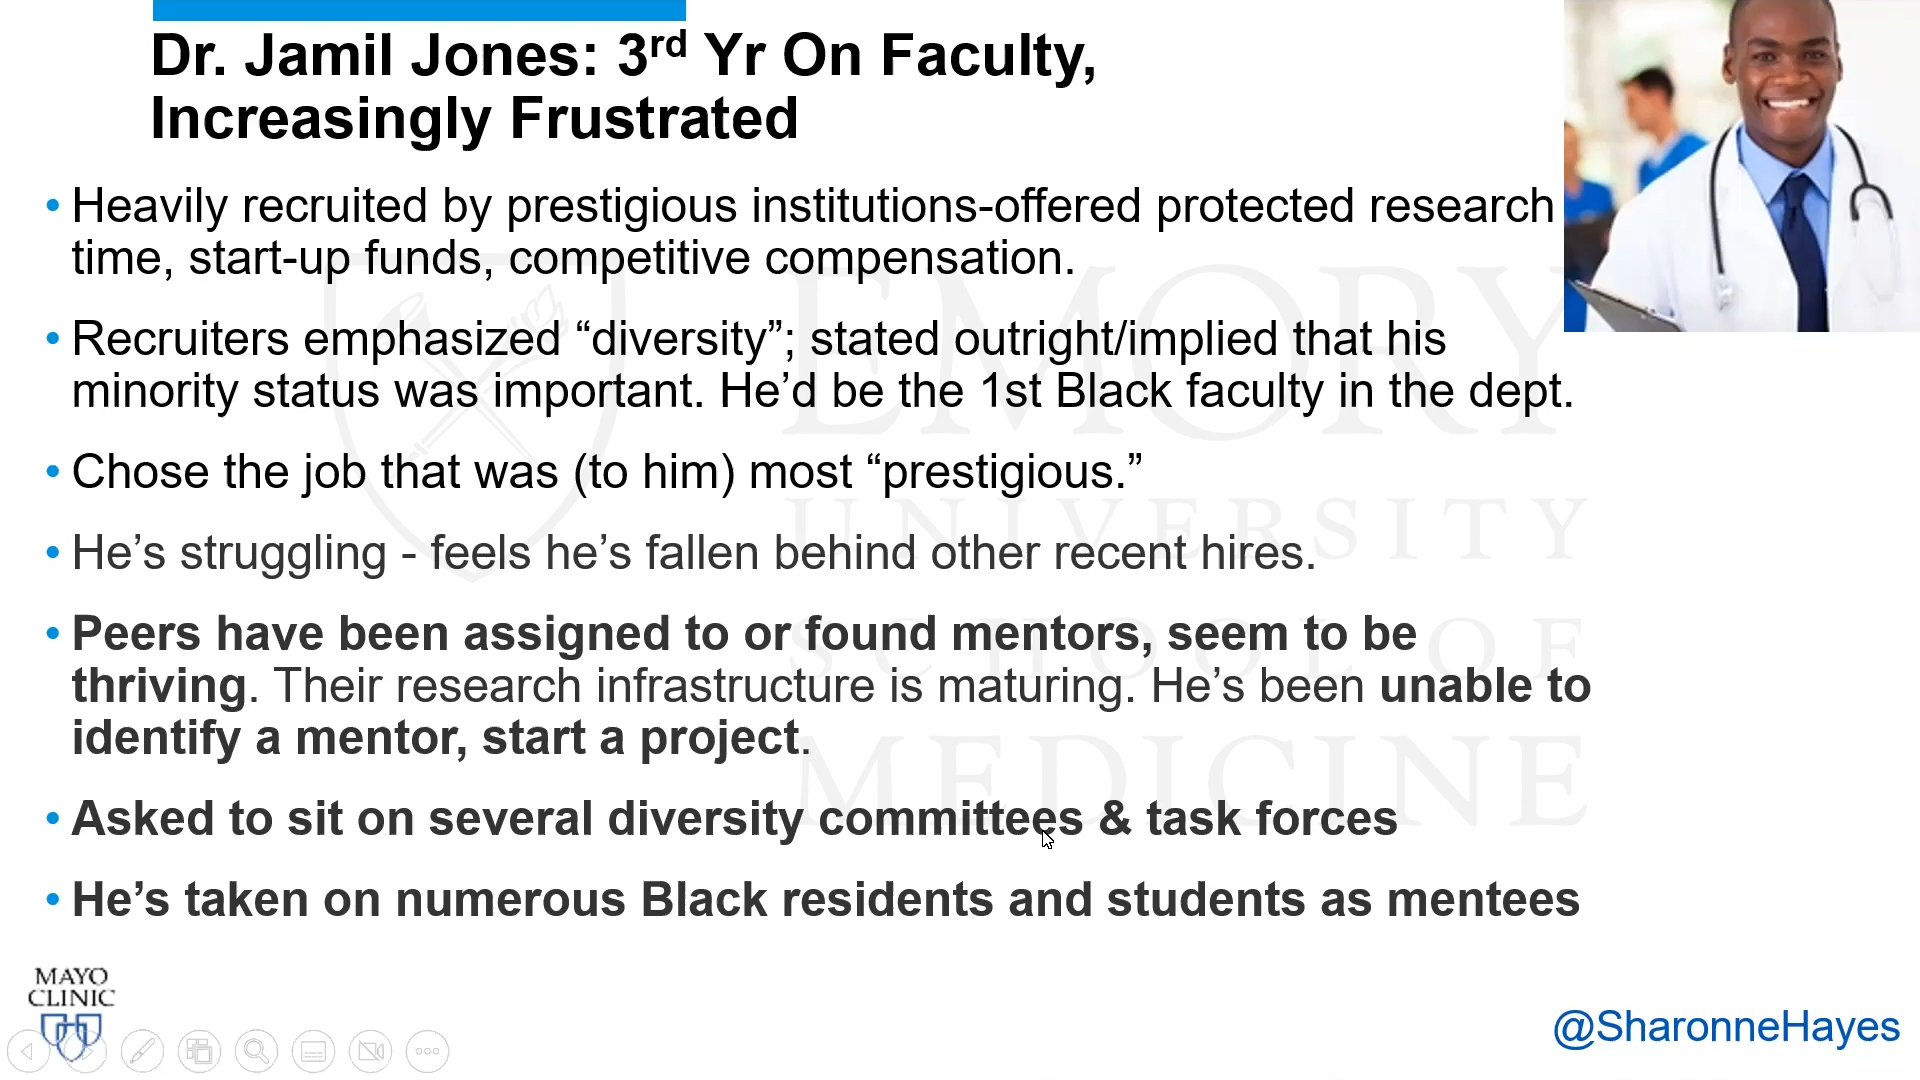 Dr. Jamil Jones: 3rd Yr On Faculty,
Increasingly Frustrated
• Heavily recruited by prestigious institutions-offered protected research
time, start-up funds, competitive compensation.
• Recruiters emphasized “diversity”; stated outright/implied that his
minority status was important. He’d be the 1st Black faculty in the dept.
• Chose the job that was (to him) most “prestigious.”
• He’s struggling - feels he’s fallen behind other recent hires.
• Peers have been assigned to or found mentors, seem to be
thriving. Their research infrastructure is maturing. He’s been unable to
identify a mentor, start a project.
• Asked to sit on several diversity committees & task forces
• He’s taken on numerous Black residents and students as mentees
EMORY
UNIVERSITY
SCHOOL OF
MEDICINE
MAYO
CLINIC
@SharonneHayes